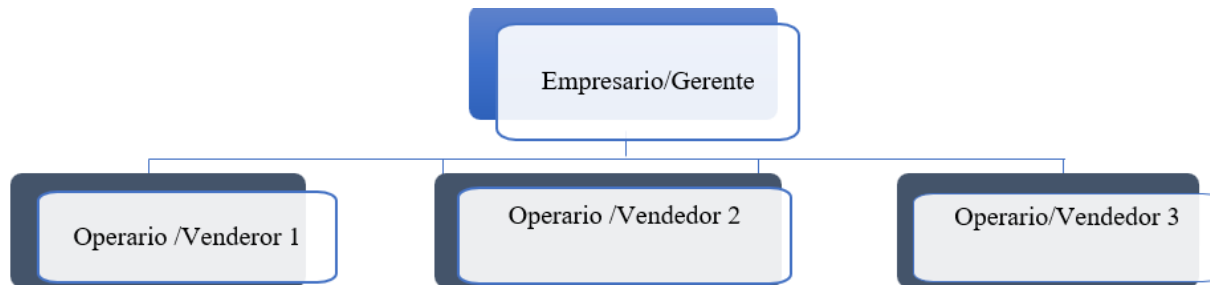 Empresario/Gerente
Operario /Venderor 1
Operario /Vendedor 2
Operario/Vendedor 3